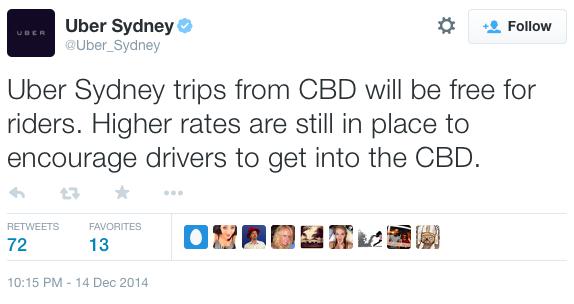 UBER
Uber Sydney
@Uber_Sydney
Follow
Uber Sydney trips from CBD will be free for
riders. Higher rates are still in place to
encourage drivers to get into the CBD.
RETWEETS
FAVORITES
72
13
10:15 PM - 14 Dec 2014